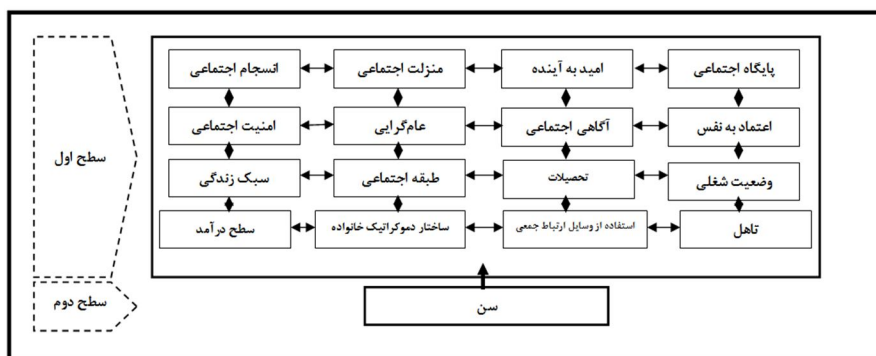 پایگاه اجتماعی
امید به آینده
منزلت اجتماعی
انسجام اجتماعی
اعتماد به نفس
آگاهی اجتماعی
عام‌گرایی
امنیت اجتماعی
سطح اول
وضعیت شغلی
تحصیلات
طبقه اجتماعی
سبک زندگی
تاهل
استفاده از وسایل ارتباط جمعی
ساختار دموکراتیک خانواده
سطح درآمد
سن
سطح دوم